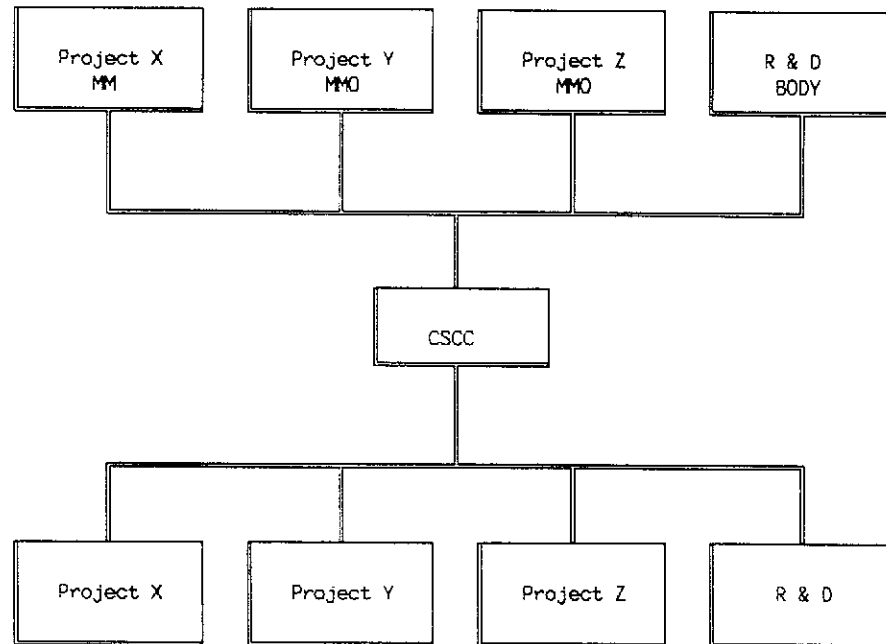 Project X
MM
Project Y
MMO
Project Z
MMO
R & D
BODY
CSCC
Project X
Project Y
Project Z
R & D